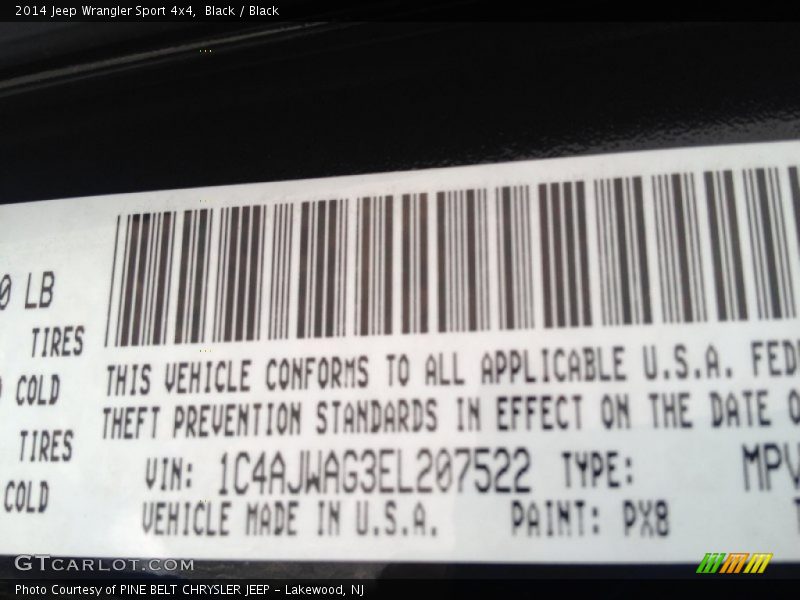 2014 Jeep Wrangler Sport 4x4, Black / Black
0 LB
TIRES
COLD
TIRES
COLD
THIS VEHICLE CONFORMS TO ALL APPLICABLE U.S.A. FED
THEFT PREVENTION STANDARDS IN EFFECT ON THE DATE O
VIN: 1C4AJWAG3EL207522 TYPE: MPV
VEHICLE MADE IN U.S.A. PAINT: PX8
GTCARLOT.COM
Photo Courtesy of PINE BELT CHRYSLER JEEP - Lakewood, NJ